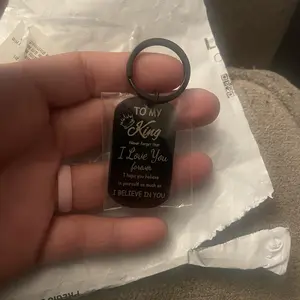 TO MY
King
Never forget that
I Love You
forever
I hope you believe
in yourself as much as
I BELIEVE IN YOU